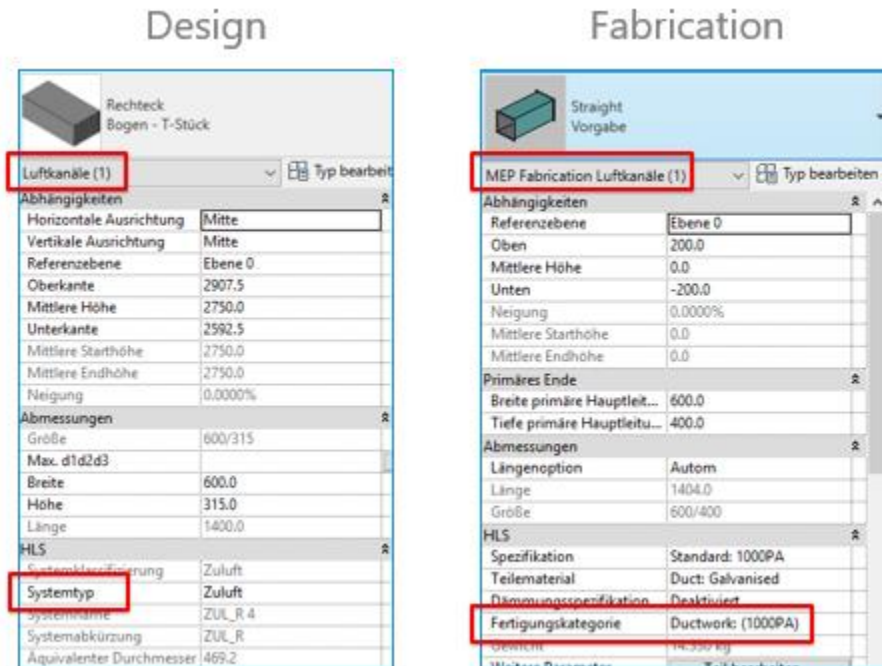 Design
Fabrication
Rechteck
Bogen - T-Stück
Luftkanäle (1)
Typ bearbeit
Abhängigkeiten
Horizontale Ausrichtung Mitte
Vertikale Ausrichtung Mitte
Referenzebene Ebene 0
Oberkante 2907.5
Mittlere Höhe 2750.0
Unterkante 2592.5
Mittlere Starthöhe 2750.0
Mittlere Endhöhe 2750.0
Neigung 0.0000%
Abmessungen
Größe 600/315
Max. d1d2d3
Breite 600.0
Höhe 315.0
Länge 1400.0
HLS
Systemklassifizierung Zuluft
Systemtyp Zuluft
Systemname ZUL_R 4
Systemabkürzung ZUL_R
Äquivalenter Durchmesser 469.2
Straight
Vorgabe
MEP Fabrication Luftkanäle (1)
Typ bearbeiten
Abhängigkeiten
Referenzebene Ebene 0
Oben 200.0
Mittlere Höhe 0.0
Unten -200.0
Neigung 0.0000%
Mittlere Starthöhe 0.0
Mittlere Endhöhe 0.0
Primäres Ende
Breite primäre Hauptleit... 600.0
Tiefe primäre Hauptleitu... 400.0
Abmessungen
Längenoption Autom
Länge 1404.0
Größe 600/400
HLS
Spezifikation Standard: 1000PA
Teilematerial Duct: Galvanised
Dämmungsspezifikation Deaktiviert
Fertigungskategorie Ductwork: (1000PA)
Gewicht 14.550 kg
Weitere Parameter